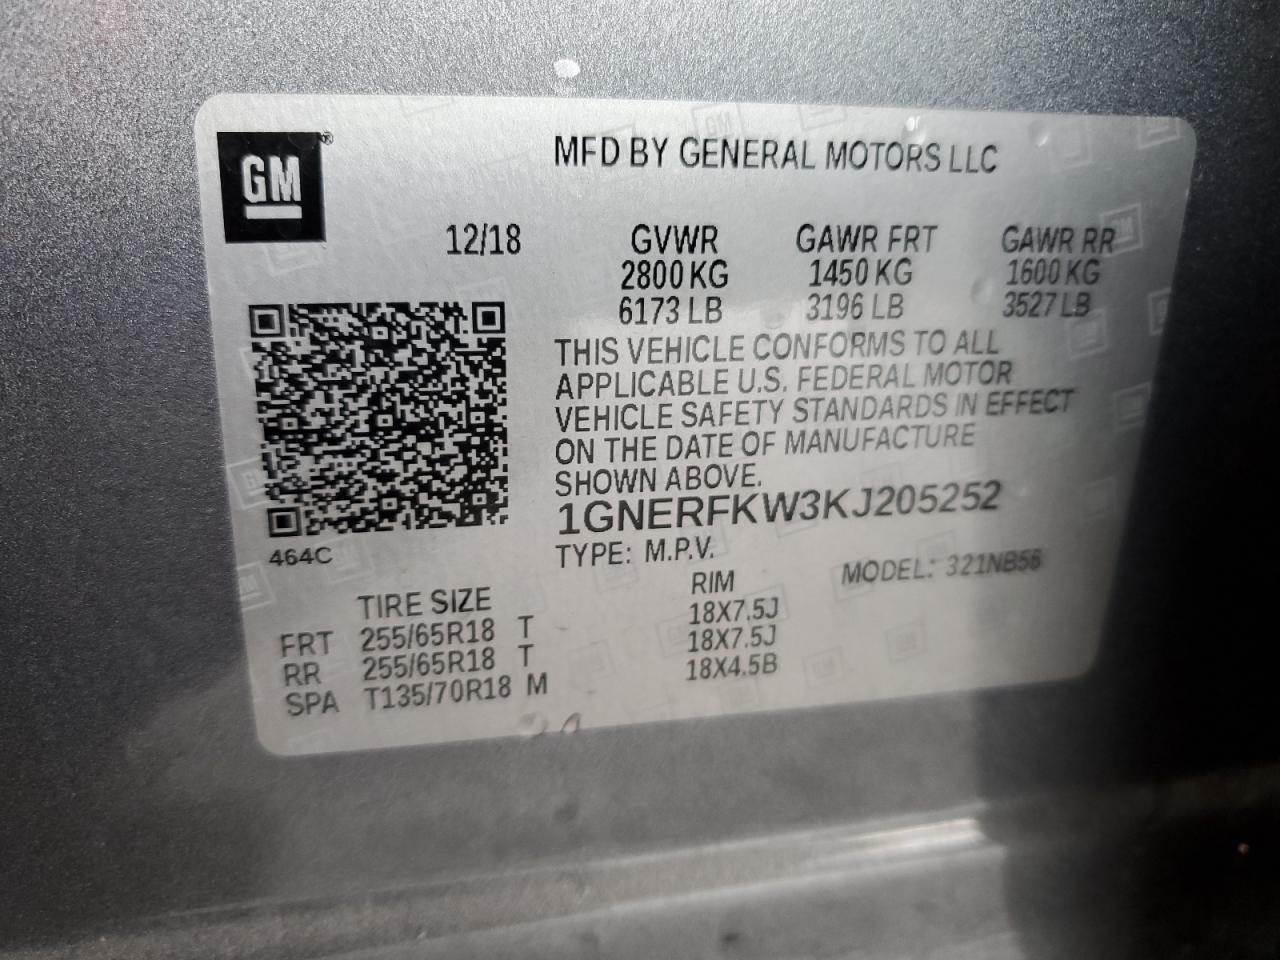 GM®
MFD BY GENERAL MOTORS LLC
12/18 GVWR GAWR FRT GAWR RR
2800 KG 1450 KG 1600 KG
6173 LB 3196 LB 3527 LB
THIS VEHICLE CONFORMS TO ALL
APPLICABLE U.S. FEDERAL MOTOR
VEHICLE SAFETY STANDARDS IN EFFECT
ON THE DATE OF MANUFACTURE
SHOWN ABOVE.
1GNERFKW3KJ205252
464C
TYPE: M.P.V. MODEL: 321NB56
TIRE SIZE RIM
FRT 255/65R18 T 18X7.5J
RR 255/65R18 T 18X7.5J
SPA T135/70R18 M 18X4.5B